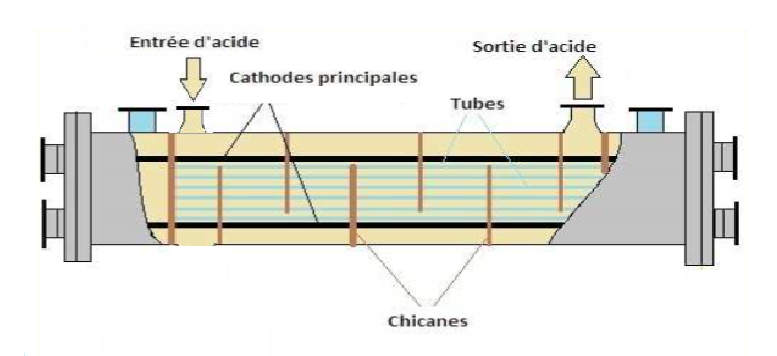 Entrée d'acide
Sortie d'acide
Cathodes principales
Tubes
Chicanes